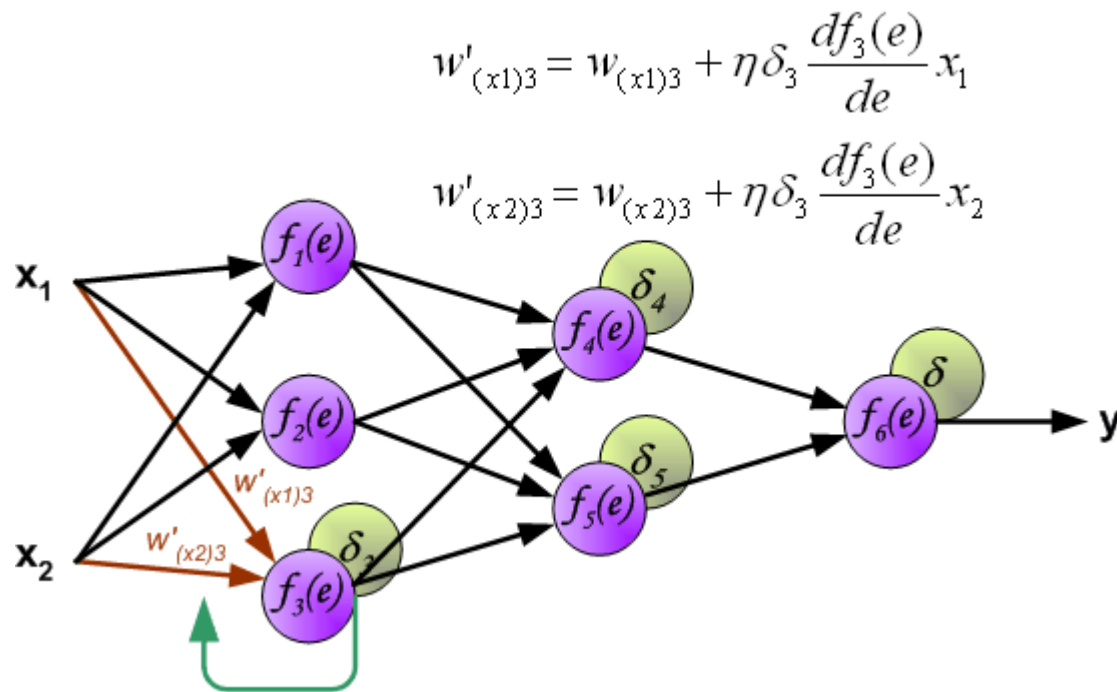 w'(x1)3 = w(x1)3 + ηδ3 df3(e)/de x1
w'(x2)3 = w(x2)3 + ηδ3 df3(e)/de x2
x1
x2
f1(e)
f2(e)
w'(x1)3
w'(x2)3
δ3
f3(e)
δ4
f4(e)
δ5
f5(e)
δ
f6(e)
y